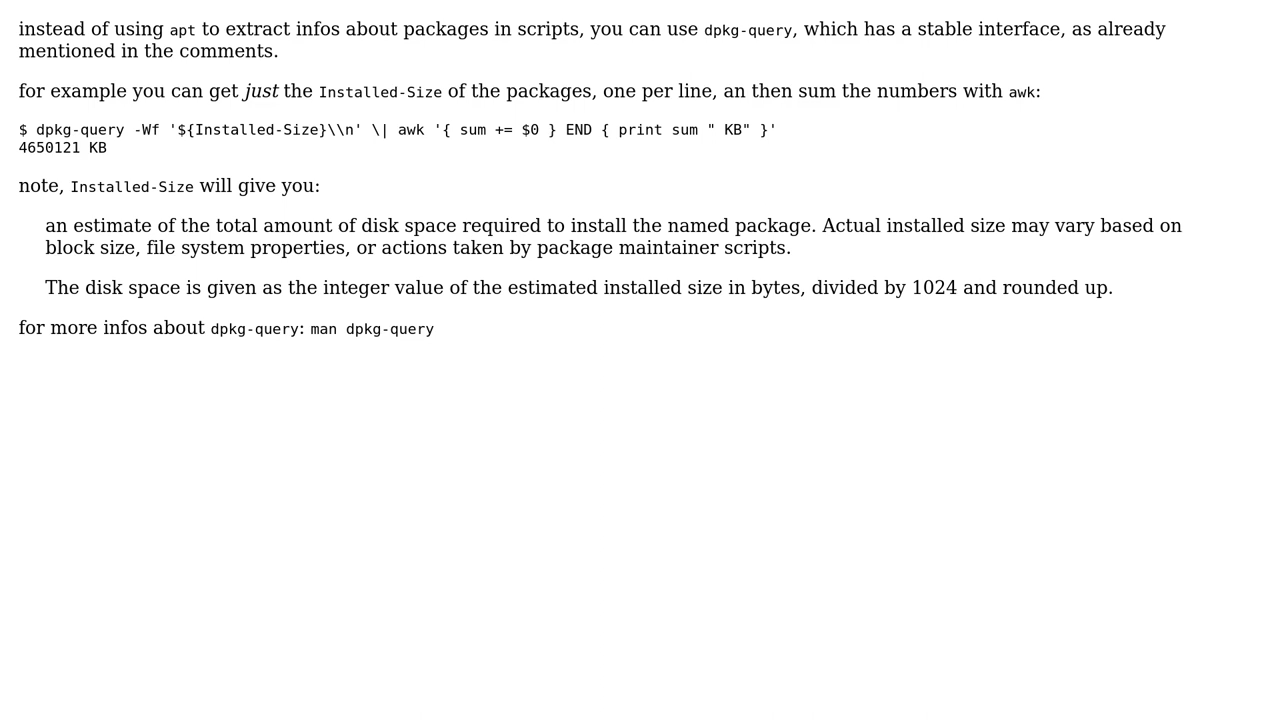 instead of using apt to extract infos about packages in scripts, you can use dpkg-query, which has a stable interface, as already
mentioned in the comments.
for example you can get just the Installed-Size of the packages, one per line, an then sum the numbers with awk:
$ dpkg-query -Wf '${Installed-Size}\\n' \| awk '{ sum += $0 } END { print sum " KB" }'
4650121 KB
note, Installed-Size will give you:
an estimate of the total amount of disk space required to install the named package. Actual installed size may vary based on
block size, file system properties, or actions taken by package maintainer scripts.
The disk space is given as the integer value of the estimated installed size in bytes, divided by 1024 and rounded up.
for more infos about dpkg-query: man dpkg-query